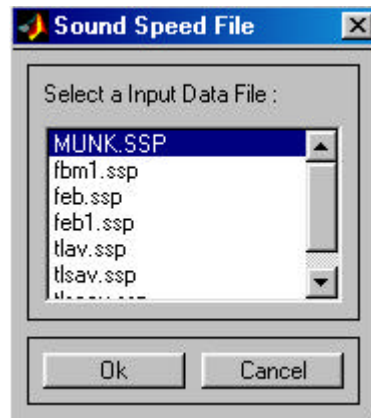 Sound Speed File
Select a Input Data File :
MUNK.SSP
fbm1.ssp
feb.ssp
feb1.ssp
tlav.ssp
tlsav.ssp
Ok
Cancel